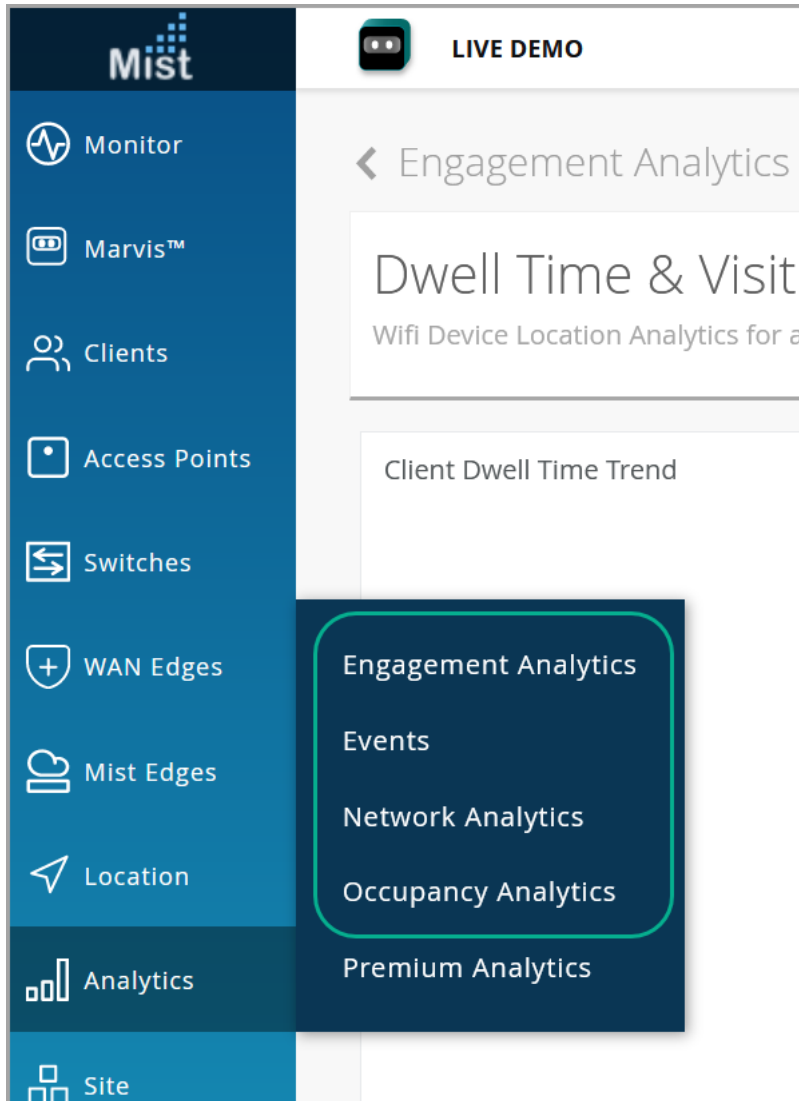 Mist
LIVE DEMO
Monitor
Marvis™
Clients
Access Points
Switches
WAN Edges
Mist Edges
Location
Analytics
Site
Engagement Analytics
Dwell Time & Visit
Wifi Device Location Analytics for a
Client Dwell Time Trend
Engagement Analytics
Events
Network Analytics
Occupancy Analytics
Premium Analytics